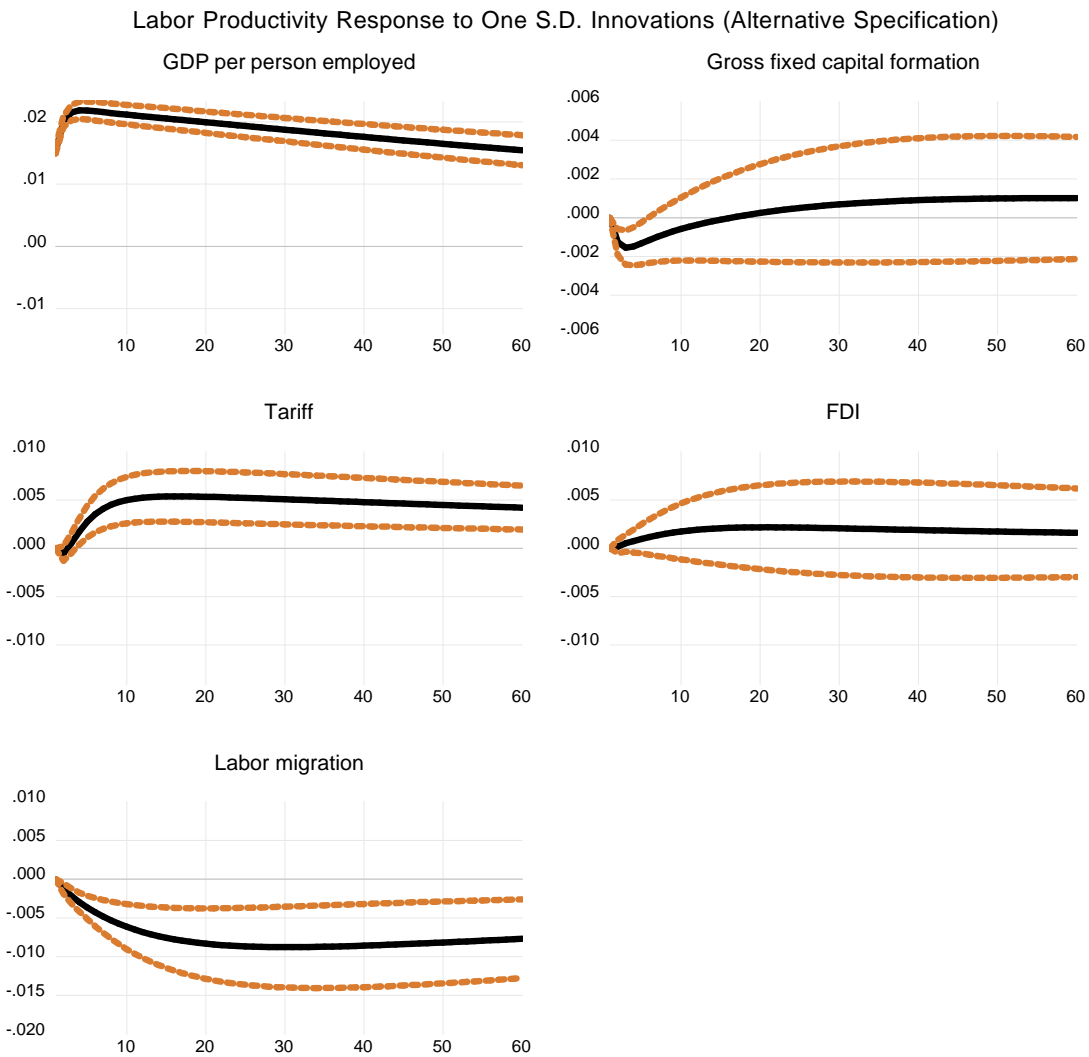 Labor Productivity Response to One S.D. Innovations (Alternative Specification)
GDP per person employed
.02
.01
.00
-.01
10 20 30 40 50 60
Gross fixed capital formation
.006
.004
.002
.000
-.002
-.004
-.006
10 20 30 40 50 60
Tariff
.010
.005
.000
-.005
-.010
10 20 30 40 50 60
FDI
.010
.005
.000
-.005
-.010
10 20 30 40 50 60
Labor migration
.010
.005
.000
-.005
-.010
-.015
-.020
10 20 30 40 50 60